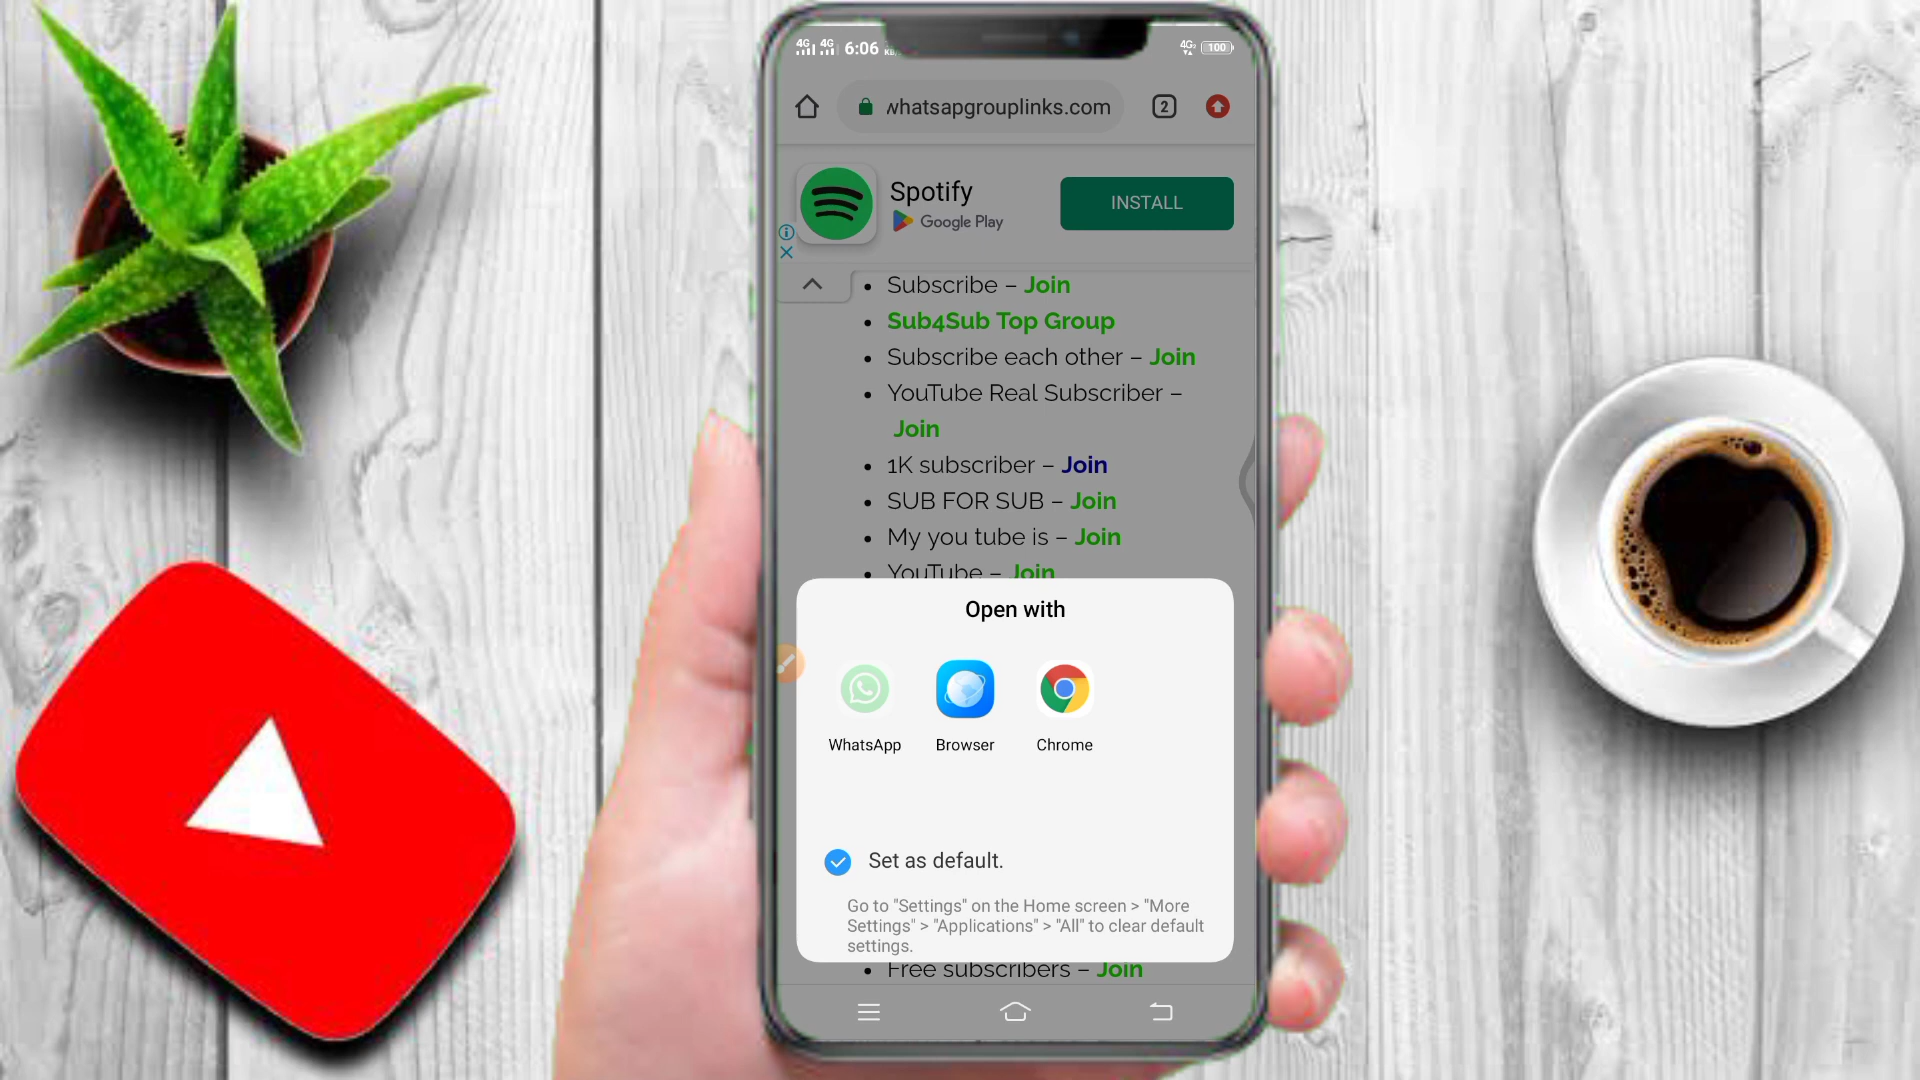 4G 4G 6:06 4G 100
whatsapgrouplinks.com 2
Spotify
Google Play
INSTALL
Subscribe – Join
Sub4Sub Top Group
Subscribe each other – Join
YouTube Real Subscriber –
Join
1K subscriber – Join
SUB FOR SUB – Join
My you tube is – Join
YouTube – Join
Open with
WhatsApp Browser Chrome
Set as default.
Go to "Settings" on the Home screen > "More
Settings" > "Applications" > "All" to clear default
settings.
Free subscribers – Join